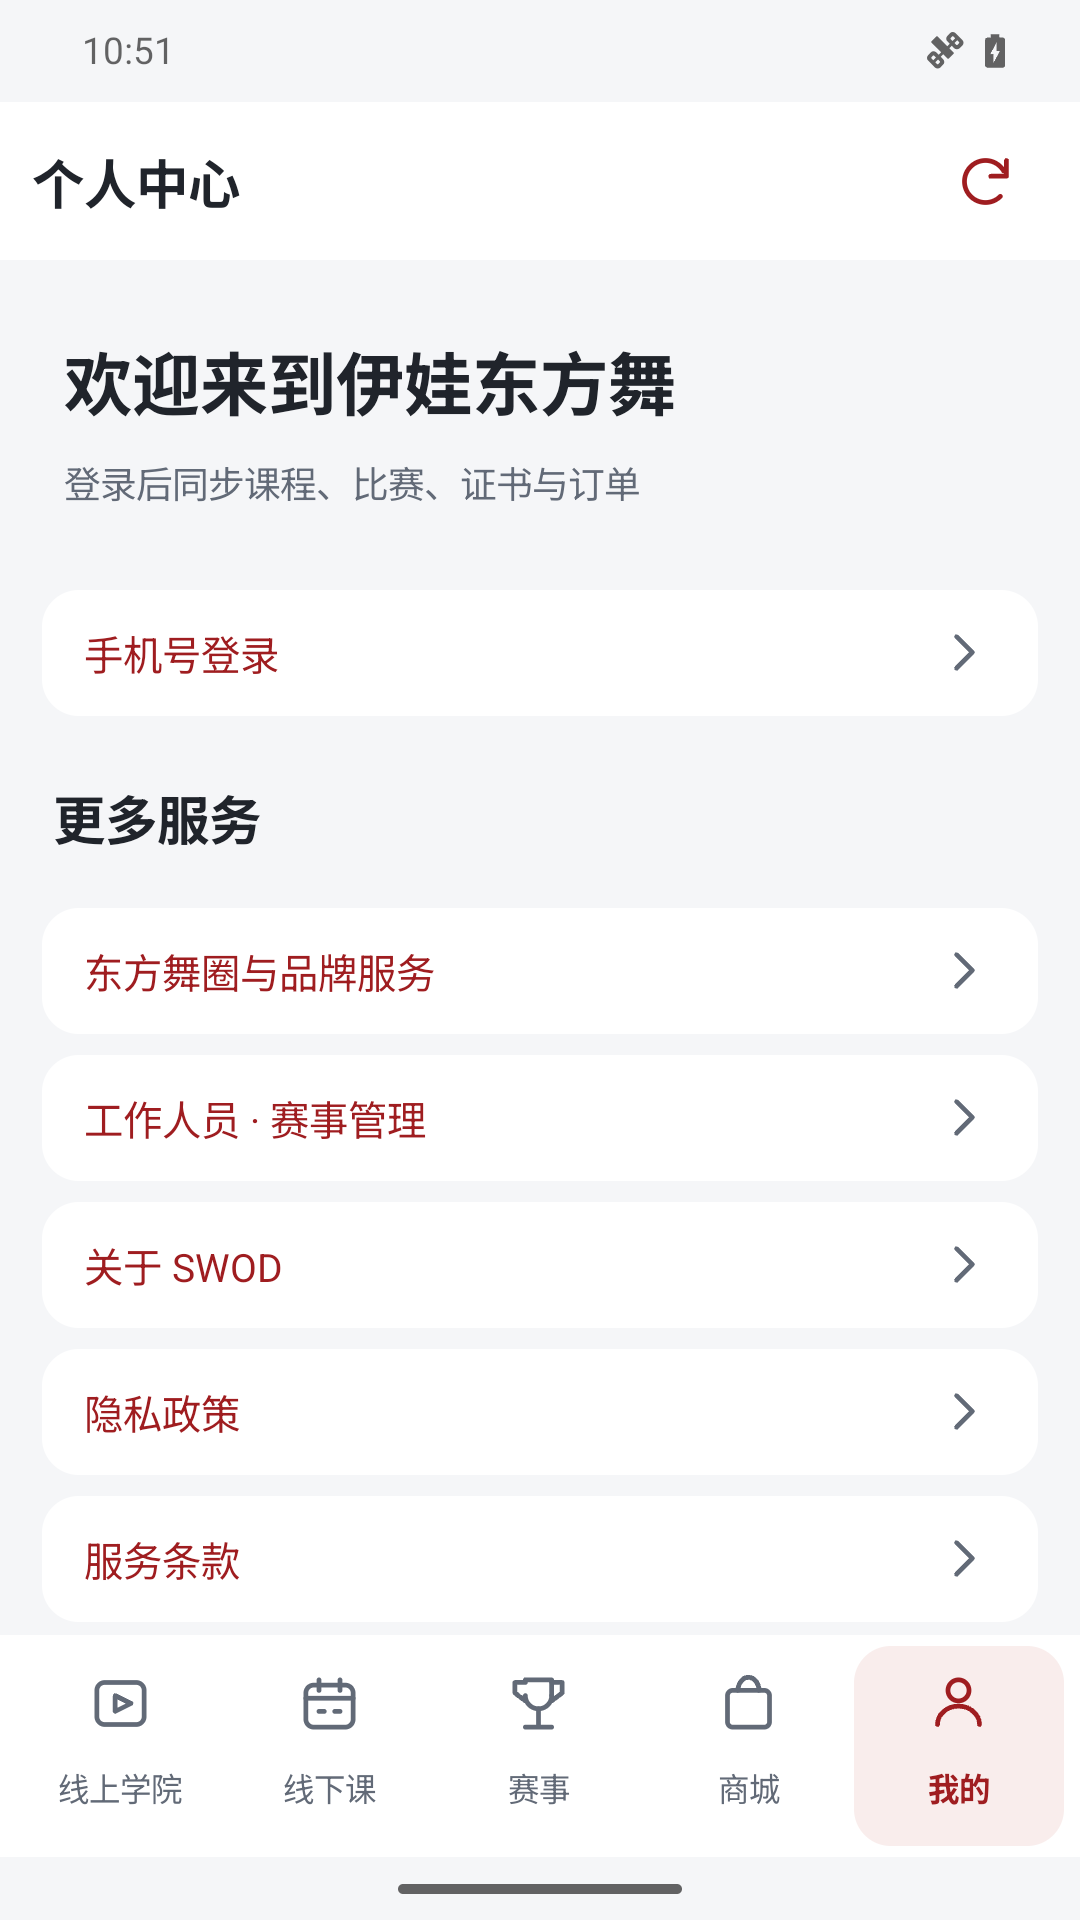 10:51
个人中心
欢迎来到伊娃东方舞
登录后同步课程、比赛、证书与订单
手机号登录
更多服务
东方舞圈与品牌服务
工作人员 · 赛事管理
关于 SWOD
隐私政策
服务条款
线上学院
线下课
赛事
商城
我的